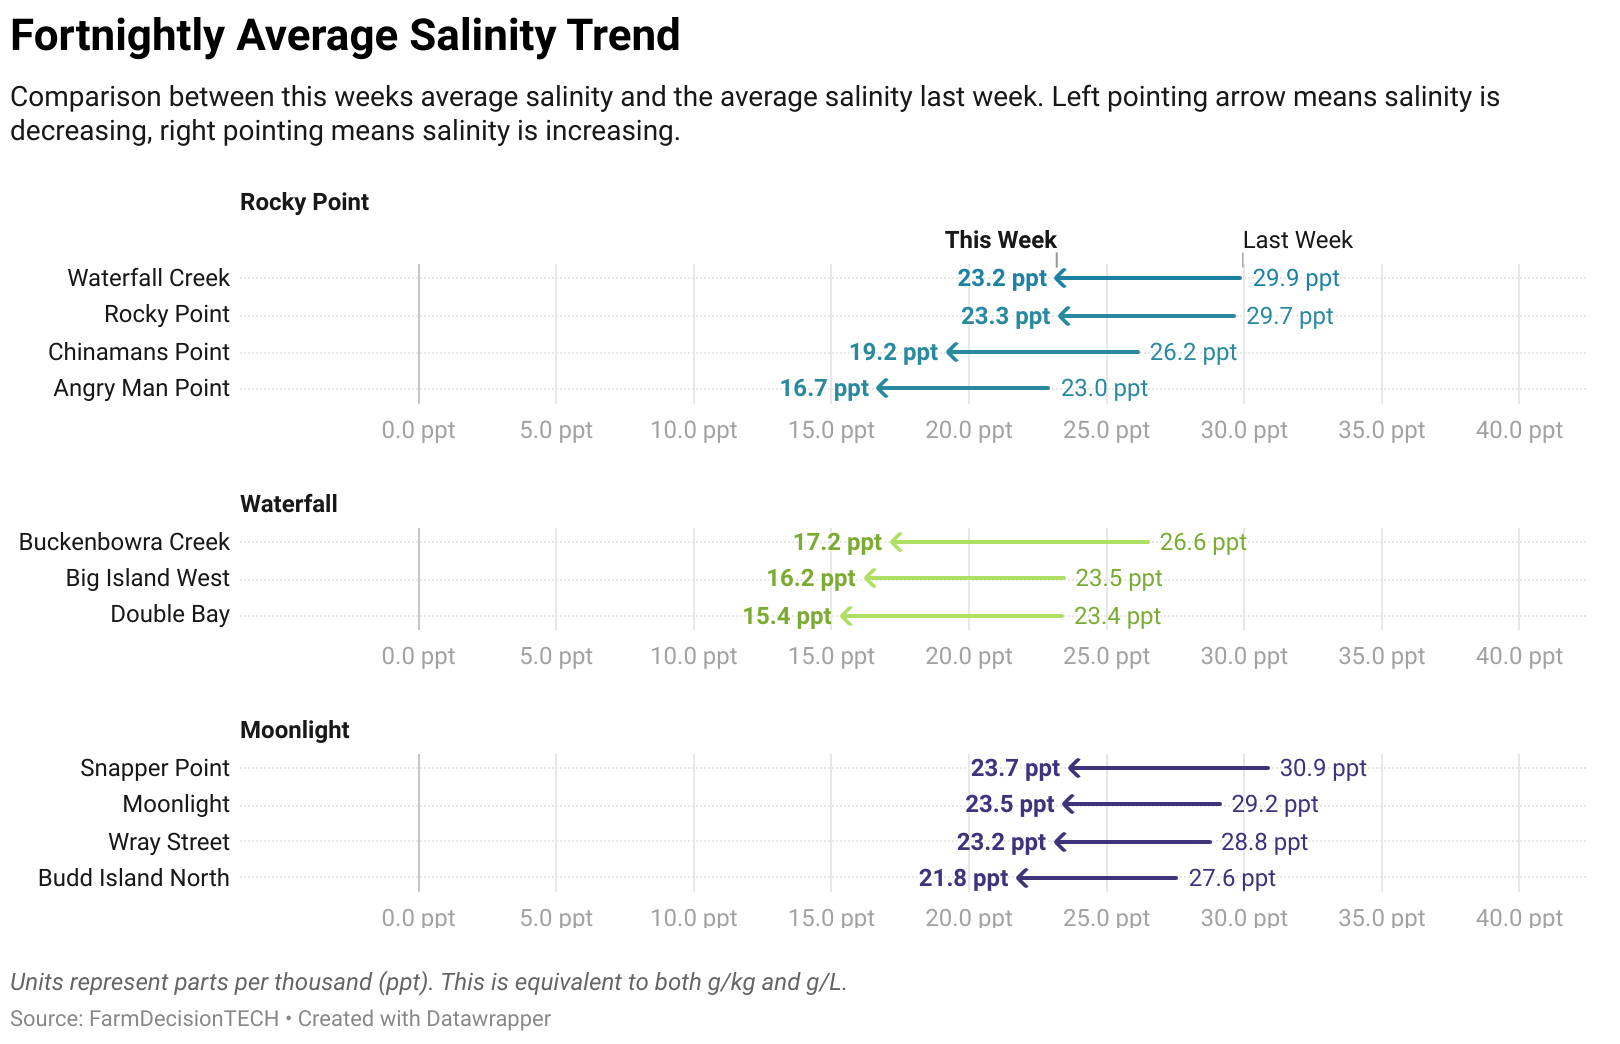 Fortnightly Average Salinity Trend
Comparison between this weeks average salinity and the average salinity last week. Left pointing arrow means salinity is
decreasing, right pointing means salinity is increasing.
Rocky Point
This Week Last Week
Waterfall Creek 23.2 ppt 29.9 ppt
Rocky Point 23.3 ppt 29.7 ppt
Chinamans Point 19.2 ppt 26.2 ppt
Angry Man Point 16.7 ppt 23.0 ppt
0.0 ppt 5.0 ppt 10.0 ppt 15.0 ppt 20.0 ppt 25.0 ppt 30.0 ppt 35.0 ppt 40.0 ppt
Waterfall
Buckenbowra Creek 17.2 ppt 26.6 ppt
Big Island West 16.2 ppt 23.5 ppt
Double Bay 15.4 ppt 23.4 ppt
0.0 ppt 5.0 ppt 10.0 ppt 15.0 ppt 20.0 ppt 25.0 ppt 30.0 ppt 35.0 ppt 40.0 ppt
Moonlight
Snapper Point 23.7 ppt 30.9 ppt
Moonlight 23.5 ppt 29.2 ppt
Wray Street 23.2 ppt 28.8 ppt
Budd Island North 21.8 ppt 27.6 ppt
0.0 ppt 5.0 ppt 10.0 ppt 15.0 ppt 20.0 ppt 25.0 ppt 30.0 ppt 35.0 ppt 40.0 ppt
Units represent parts per thousand (ppt). This is equivalent to both g/kg and g/L.
Source: FarmDecisionTECH • Created with Datawrapper